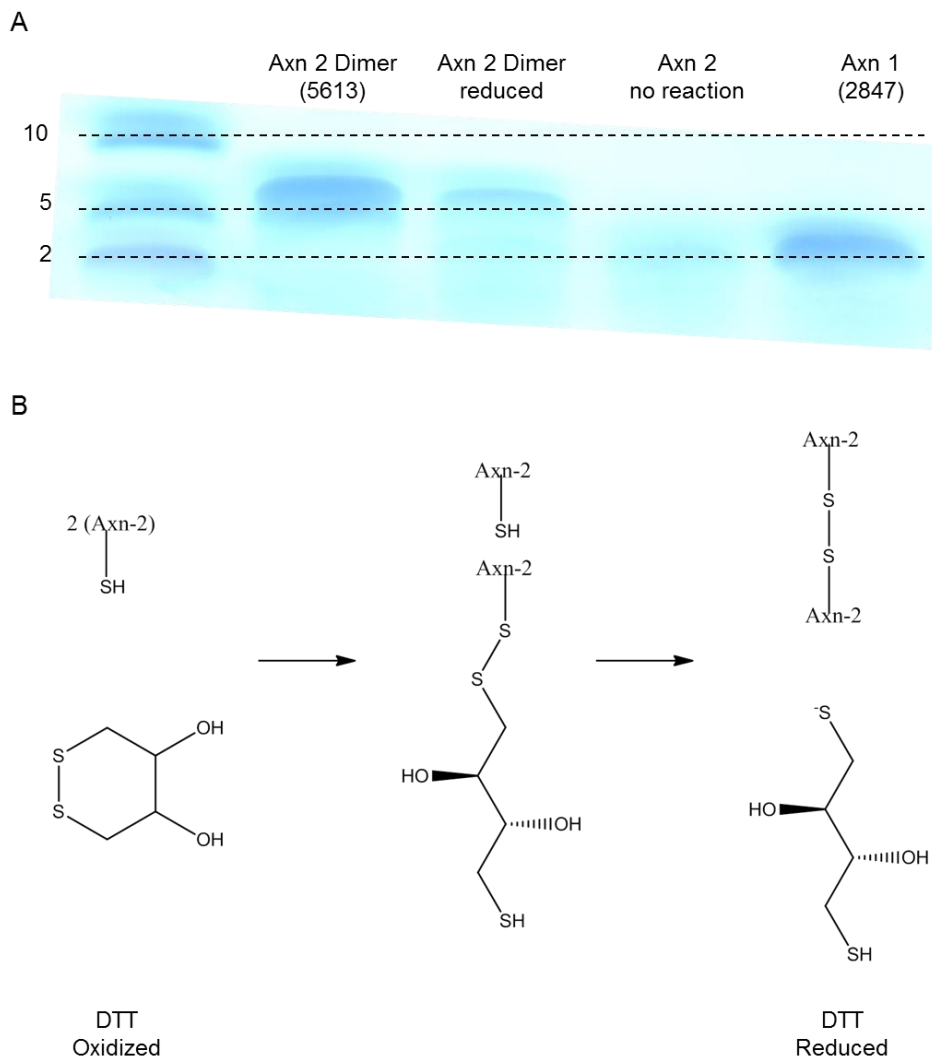 A
Axn 2 Dimer
(5613)
Axn 2 Dimer
reduced
Axn 2
no reaction
Axn 1
(2847)
10
5
2
B
2 (Axn-2)
SH
S
S
OH
OH
Axn-2
SH
Axn-2
S
S
HO
OH
SH
Axn-2
S
S
Axn-2
-S
HO
OH
SH
DTT
Oxidized
DTT
Reduced